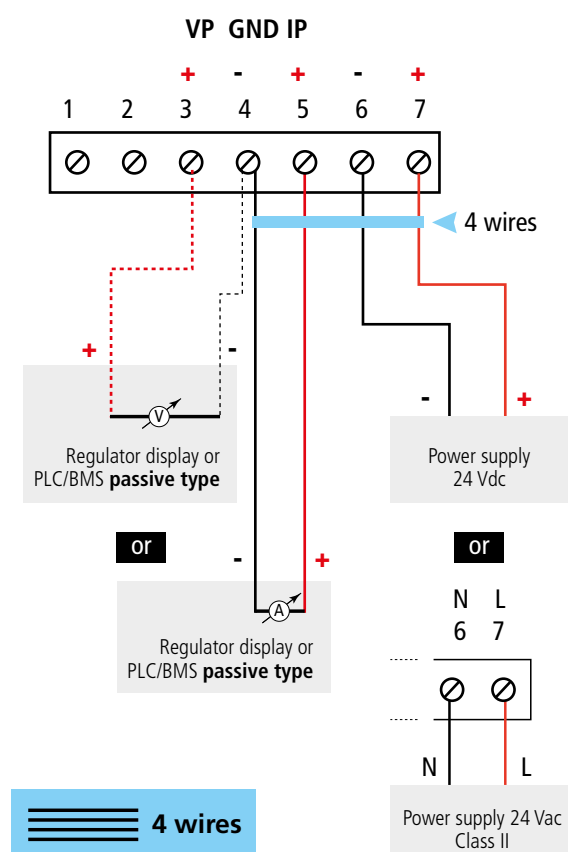 VP GND IP
+ - + - +
1 2 3 4 5 6 7
4 wires
+ -
V
Regulator display or
PLC/BMS passive type
- +
Power supply
24 Vdc
or
or
- +
A
Regulator display or
PLC/BMS passive type
N L
6 7
N L
Power supply 24 Vac
Class II
4 wires